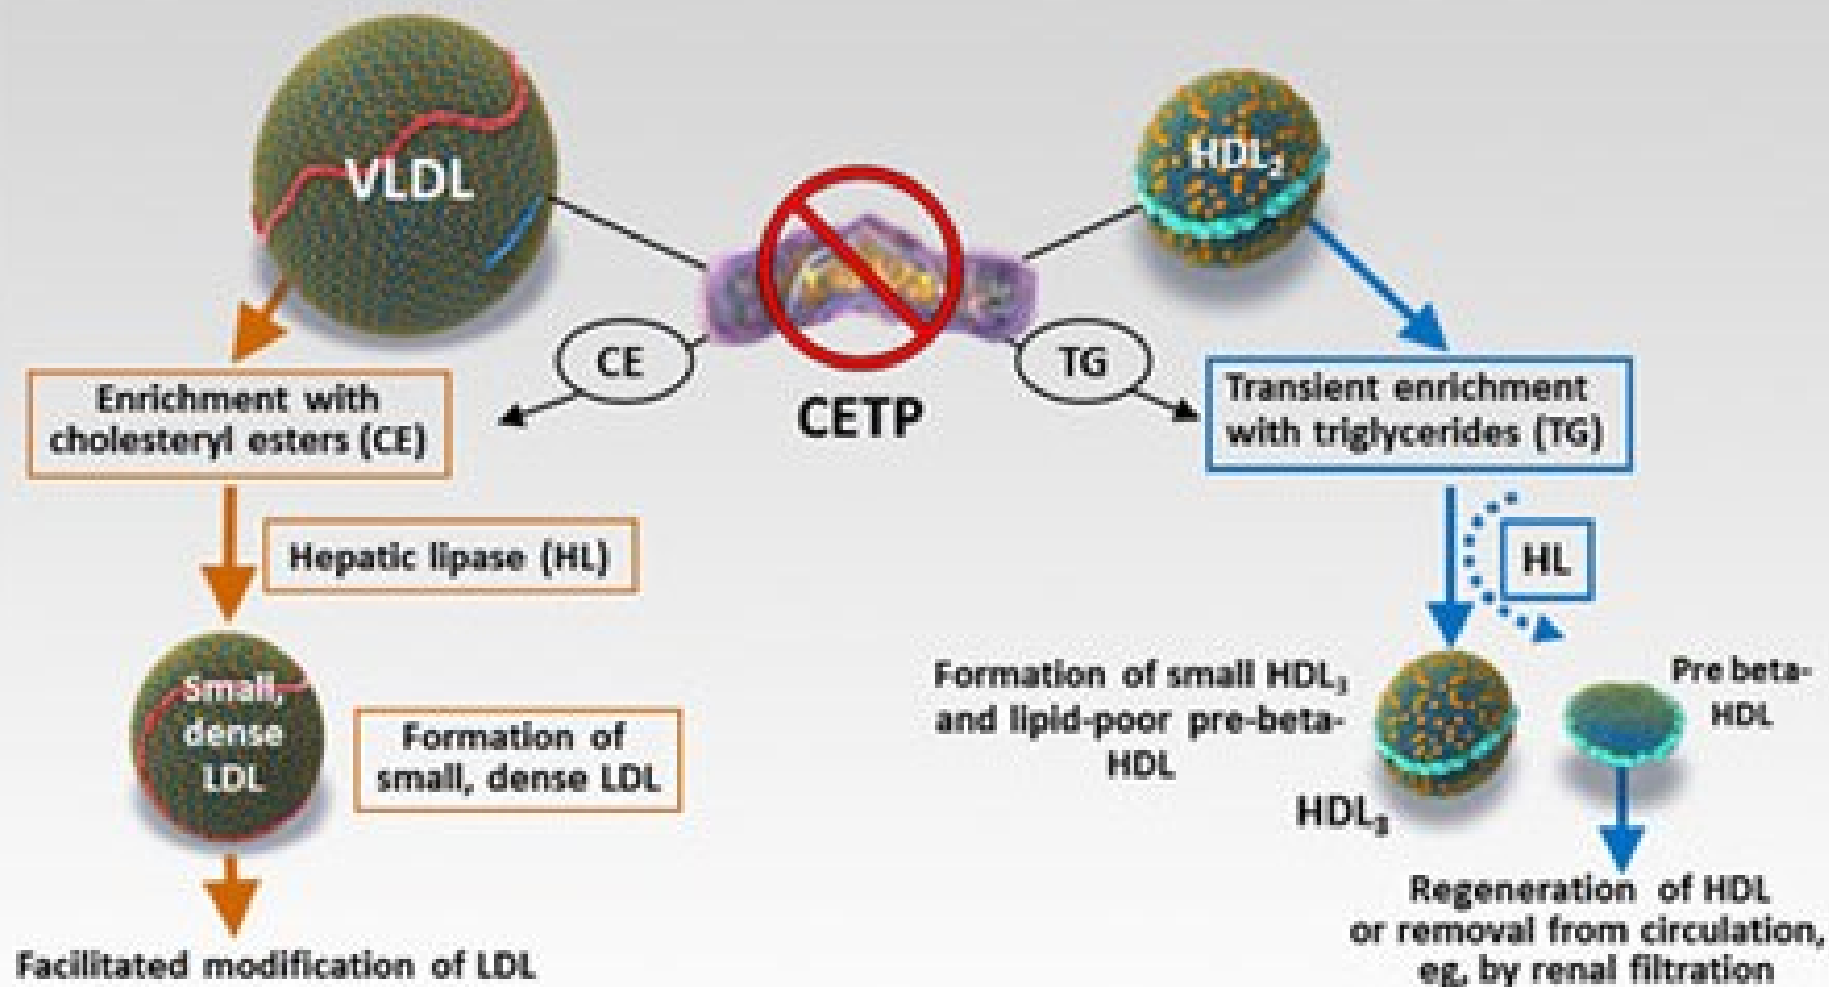 VLDL
HDL₂
CE
CETP
TG
Enrichment with
cholesteryl esters (CE)
Transient enrichment
with triglycerides (TG)
Hepatic lipase (HL)
HL
Small,
dense
LDL
Formation of
small, dense LDL
Formation of small HDL₃
and lipid-poor pre-beta-
HDL
HDL₃
Pre beta-
HDL
Facilitated modification of LDL
Regeneration of HDL
or removal from circulation,
eg, by renal filtration